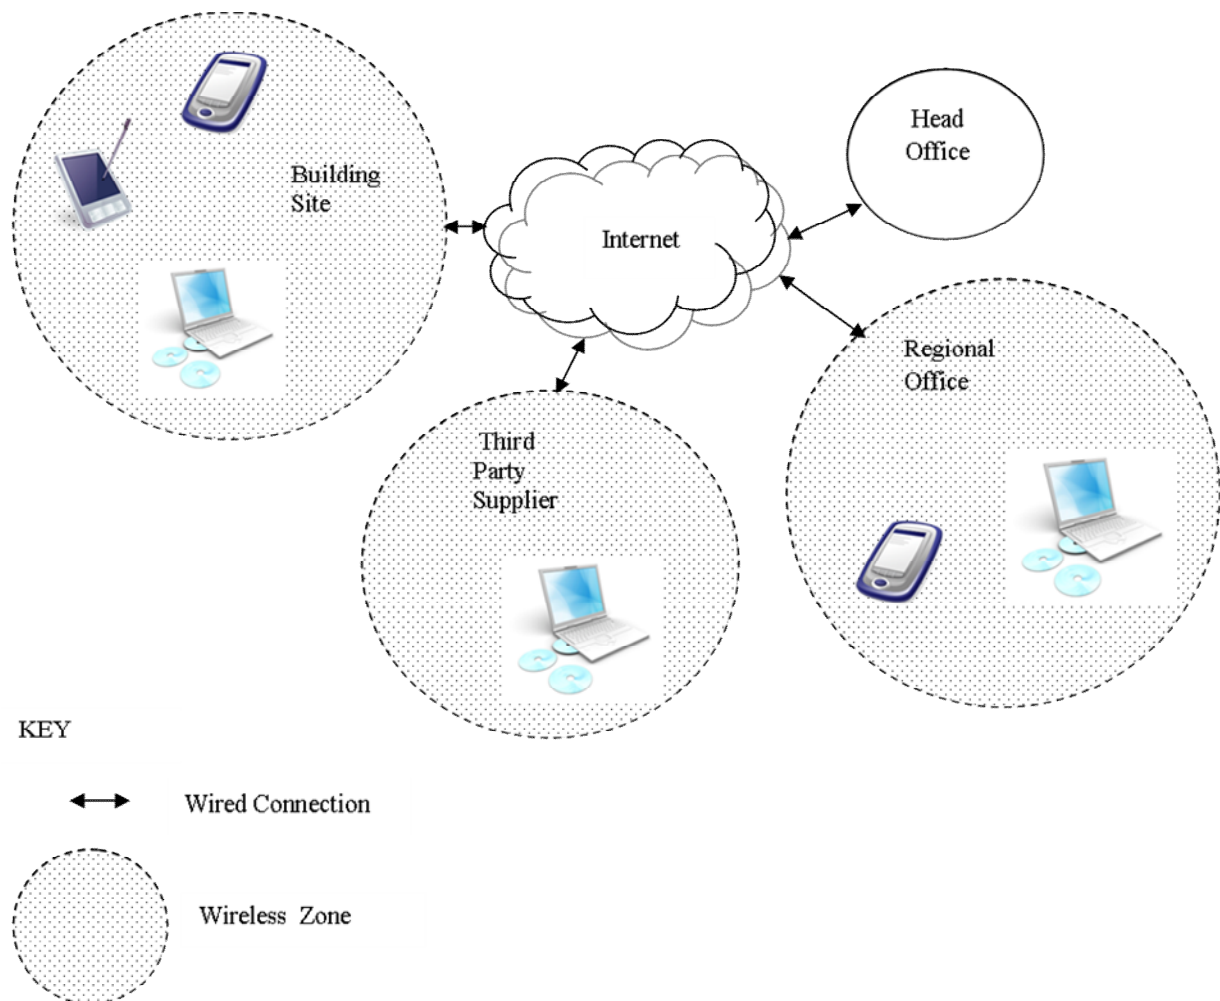 Building
Site
Internet
Head
Office
Regional
Office
Third
Party
Supplier
KEY
Wired Connection
Wireless Zone